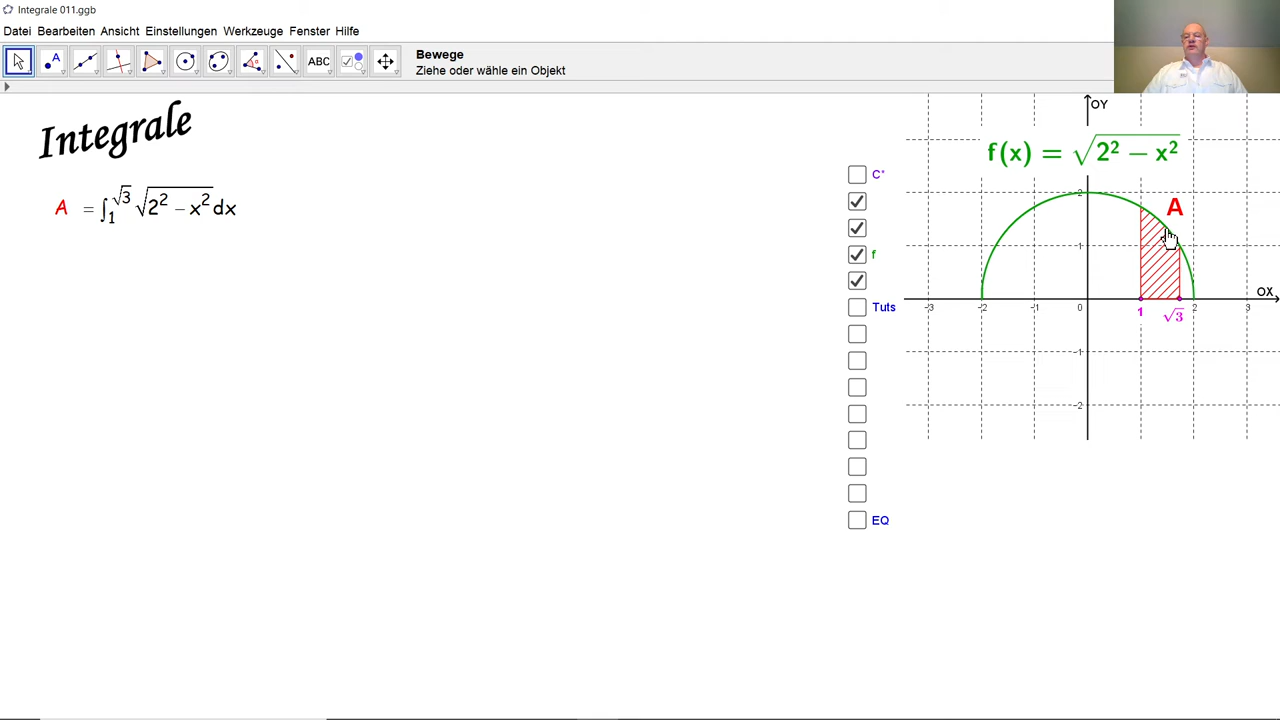 Integrale 011.ggb
Datei Bearbeiten Ansicht Einstellungen Werkzeuge Fenster Hilfe
A
ABC
Bewege
Ziehe oder wähle ein Objekt
Integrale
A = ∫₁^√3 √(2² – x²) dx
C*
f
Tuts
EQ
OY
f(x) = √(2² – x²)
A
2
1
OX
-3 -2 -1 0 2 3
1 √3
-1
-2